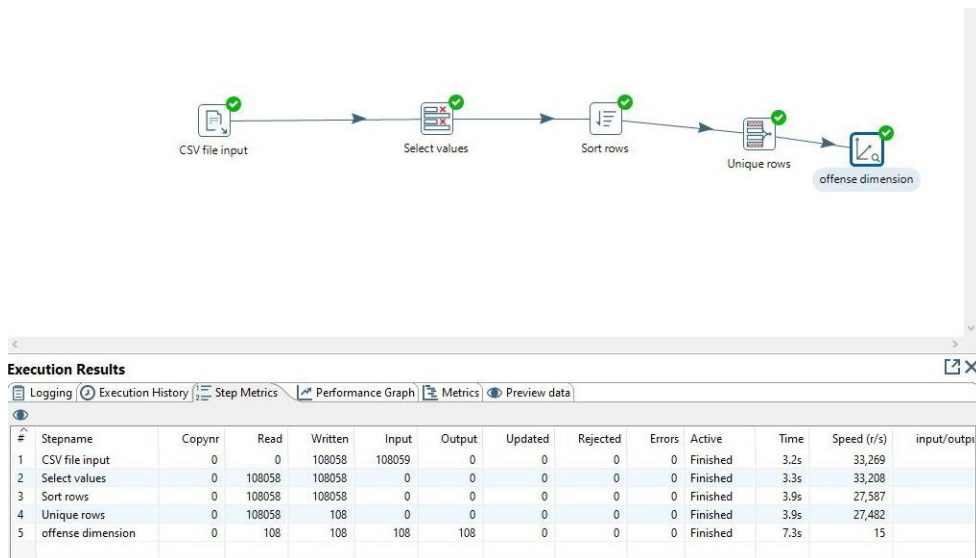 CSV file input
Select values
Sort rows
Unique rows
offense dimension
Execution Results
Logging Execution History Step Metrics Performance Graph Metrics Preview data
# Stepname Copynr Read Written Input Output Updated Rejected Errors Active Time Speed (r/s) input/outpu
1 CSV file input 0 0 108058 108059 0 0 0 0 Finished 3.2s 33,269
2 Select values 0 108058 108058 0 0 0 0 0 Finished 3.3s 33,208
3 Sort rows 0 108058 108058 0 0 0 0 0 Finished 3.9s 27,587
4 Unique rows 0 108058 108 0 0 0 0 0 Finished 3.9s 27,482
5 offense dimension 0 108 108 108 108 0 0 0 Finished 7.3s 15